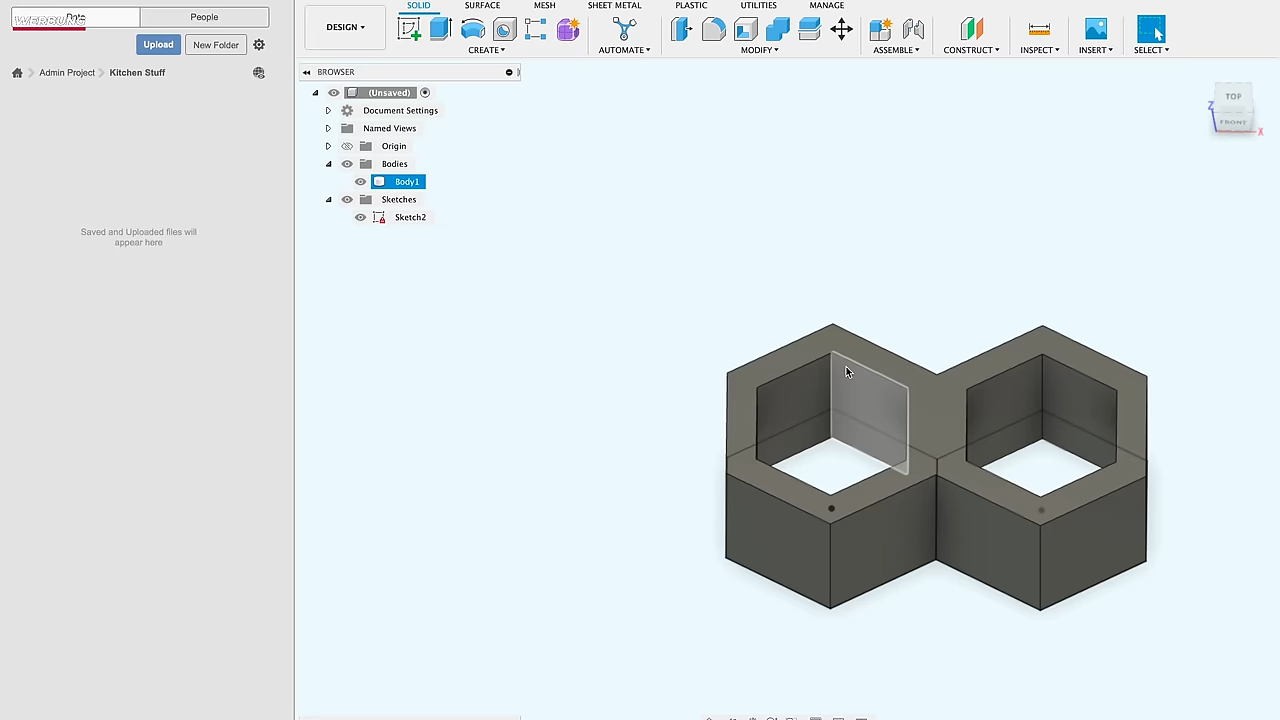 WERBUNG
People
Upload
New Folder
Admin Project
Kitchen Stuff
Saved and Uploaded files will
appear here
DESIGN
SOLID
SURFACE
MESH
SHEET METAL
PLASTIC
UTILITIES
MANAGE
CREATE
AUTOMATE
MODIFY
ASSEMBLE
CONSTRUCT
INSPECT
INSERT
SELECT
BROWSER
(Unsaved)
Document Settings
Named Views
Origin
Bodies
Body1
Sketches
Sketch2
TOP
FRONT
Z
X